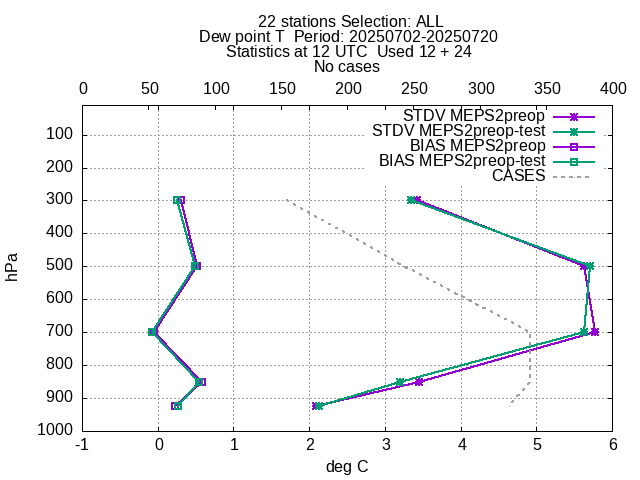 22 stations Selection: ALL
Dew point T  Period: 20250702-20250720
Statistics at 12 UTC  Used 12 + 24
No cases
0 50 100 150 200 250 300 350 400
STDV MEPS2preop
STDV MEPS2preop-test
BIAS MEPS2preop
BIAS MEPS2preop-test
CASES
hPa
100
200
300
400
500
600
700
800
900
1000
-1 0 1 2 3 4 5 6
deg C